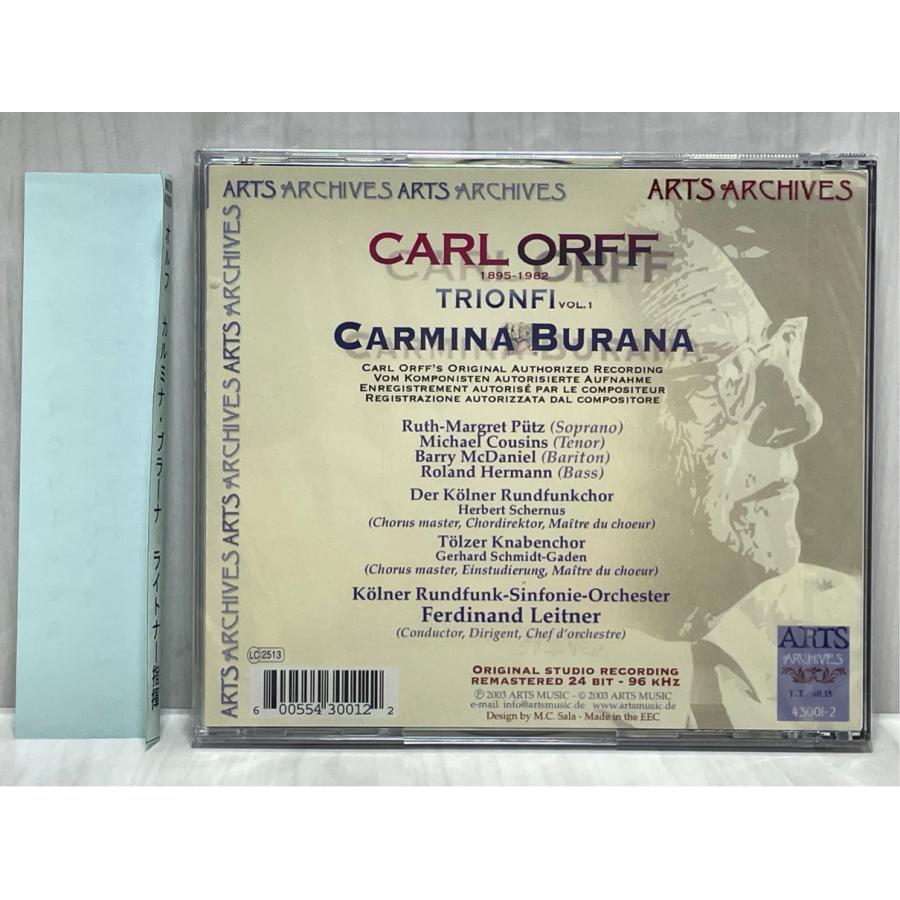 オルフ カルミナ・ブラーナ ライトナー指揮
ARTS ARCHIVES ARTS ARCHIVES
ARTS ARCHIVES
ARTS ARCHIVES ARTS ARCHIVES ARTS ARCHIVES ARTS ARCHIVES
CARL ORFF
1895-1982
TRIONFI VOL.1
CARMINA BURANA
CARL ORFF'S ORIGINAL AUTHORIZED RECORDING
VOM KOMPONISTEN AUTORISIERTE AUFNAHME
ENREGISTREMENT AUTORISÉ PAR LE COMPOSITEUR
REGISTRAZIONE AUTORIZZATA DAL COMPOSITORE
Ruth-Margret Pütz (Soprano)
Michael Cousins (Tenor)
Barry McDaniel (Bariton)
Roland Hermann (Bass)
Der Kölner Rundfunkchor
Herbert Schernus
(Chorus master, Chordirektor, Maître du choeur)
Tölzer Knabenchor
Gerhard Schmidt-Gaden
(Chorus master, Einstudierung, Maître du choeur)
Kölner Rundfunk-Sinfonie-Orchester
Ferdinand Leitner
(Conductor, Dirigent, Chef d'orchestre)
LC 2513
6 00554 30012 2
ORIGINAL STUDIO RECORDING
REMASTERED 24 BIT - 96 KHZ
℗ 2003 ARTS MUSIC - © 2003 ARTS MUSIC
e-mail: info@artsmusic.de www.artsmusic.de
Design by M.C. Sala - Made in the EEC
ARTS
ARCHIVES
T.T. 60.15
43001-2